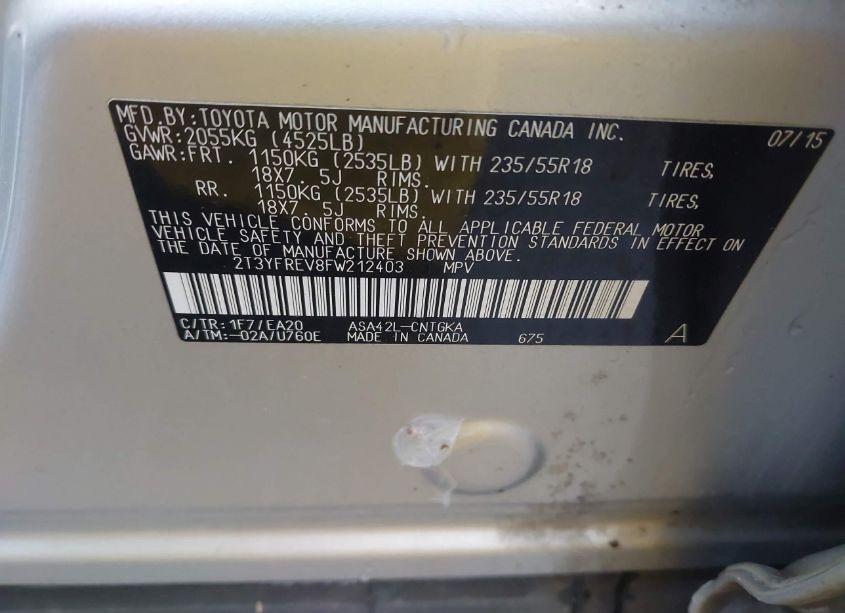 MFD.BY:TOYOTA MOTOR MANUFACTURING CANADA INC. 07/15
GVWR:2055KG (4525LB)
GAWR:FRT. 1150KG (2535LB) WITH 235/55R18 TIRES,
18X7. 5J RIMS.
RR. 1150KG (2535LB) WITH 235/55R18 TIRES,
18X7. 5J RIMS.
THIS VEHICLE CONFORMS TO ALL APPLICABLE FEDERAL MOTOR
VEHICLE SAFETY AND THEFT PREVENTION STANDARDS IN EFFECT ON
THE DATE OF MANUFACTURE SHOWN ABOVE.
2T3YFREV8FW212403 MPV
C/TR:1F7/EA20 ASA42L-CNTGKA
A/TM:-02A/U760E MADE IN CANADA 675 A